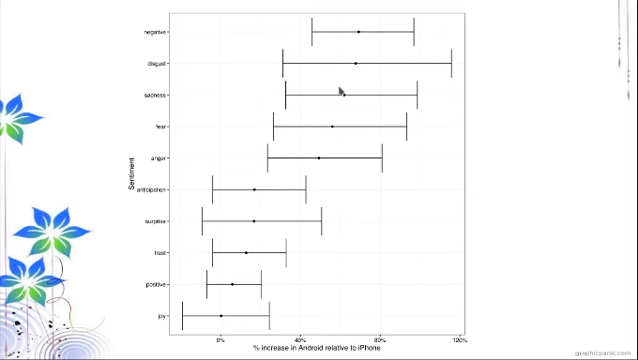 negative
disgust
sadness
fear
anger
anticipation
surprise
trust
positive
joy
Sentiment
0%
40%
80%
120%
% increase in Android relative to iPhone
graphicpanic.com